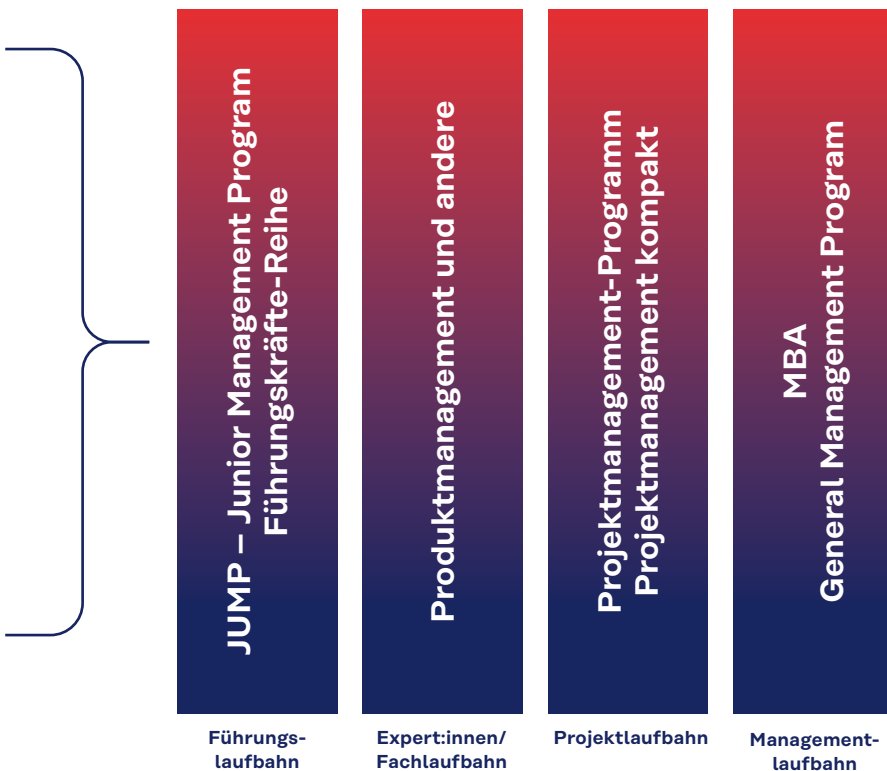 JUMP – Junior Management Program
Führungskräfte-Reihe
Produktmanagement und andere
Projektmanagement-Programm
Projektmanagement kompakt
MBA
General Management Program
Führungs-
laufbahn
Expert:innen/
Fachlaufbahn
Projektlaufbahn
Management-
laufbahn